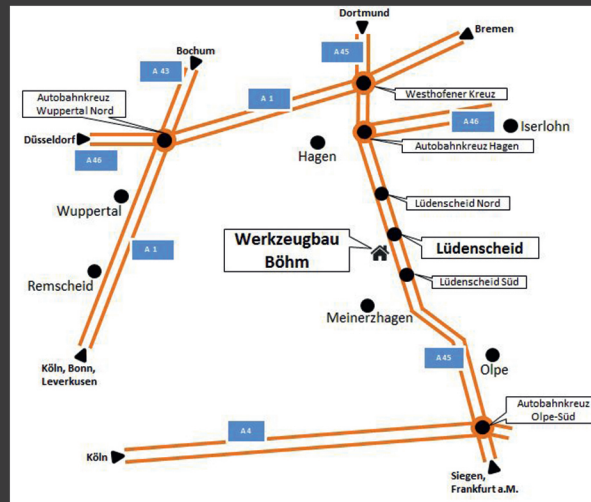 Dortmund
Bremen
A 45
Bochum
A 43
Autobahnkreuz
Wuppertal Nord
A 1
Westhofener Kreuz
Düsseldorf
A 46
A 46
Iserlohn
Autobahnkreuz Hagen
Hagen
Wuppertal
Lüdenscheid Nord
Werkzeugbau
Böhm
Lüdenscheid
A 1
Remscheid
Lüdenscheid Süd
Meinerzhagen
Köln, Bonn,
Leverkusen
A45
Olpe
Autobahnkreuz
Olpe-Süd
A4
Köln
Siegen,
Frankfurt a.M.